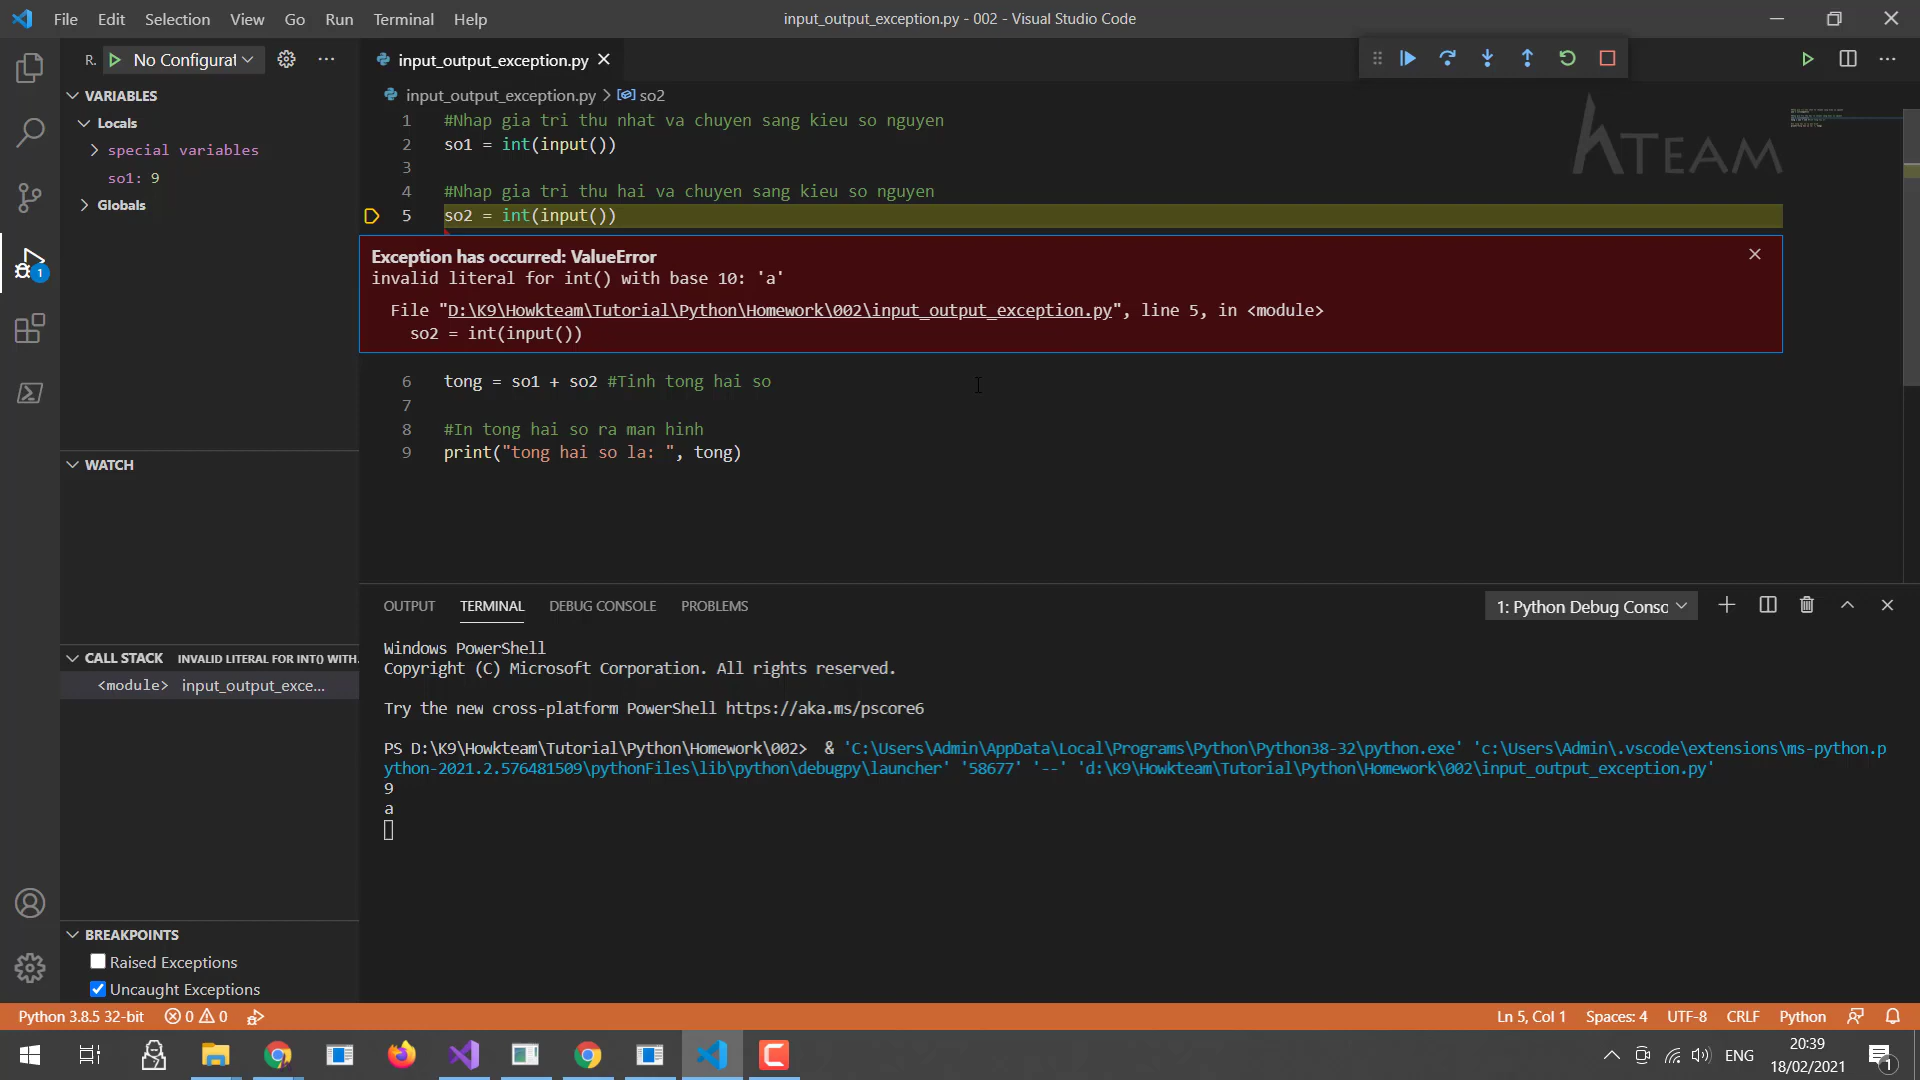 File Edit Selection View Go Run Terminal Help
input_output_exception.py - 002 - Visual Studio Code
R. No Configurat
VARIABLES
Locals
special variables
so1: 9
Globals
WATCH
CALL STACK INVALID LITERAL FOR INT() WITH.
<module> input_output_exce...
BREAKPOINTS
Raised Exceptions
Uncaught Exceptions
input_output_exception.py
input_output_exception.py > so2
HTEAM
1 #Nhap gia tri thu nhat va chuyen sang kieu so nguyen
2 so1 = int(input())
3
4 #Nhap gia tri thu hai va chuyen sang kieu so nguyen
5 so2 = int(input())
Exception has occurred: ValueError
invalid literal for int() with base 10: 'a'
File "D:\K9\Howkteam\Tutorial\Python\Homework\002\input_output_exception.py", line 5, in <module>
so2 = int(input())
6 tong = so1 + so2 #Tinh tong hai so
7
8 #In tong hai so ra man hinh
9 print("tong hai so la: ", tong)
OUTPUT TERMINAL DEBUG CONSOLE PROBLEMS
1: Python Debug Consc
Windows PowerShell
Copyright (C) Microsoft Corporation. All rights reserved.
Try the new cross-platform PowerShell https://aka.ms/pscore6
PS D:\K9\Howkteam\Tutorial\Python\Homework\002> & 'C:\Users\Admin\AppData\Local\Programs\Python\Python38-32\python.exe' 'c:\Users\Admin\.vscode\extensions\ms-python.p
ython-2021.2.576481509\pythonFiles\lib\python\debugpy\launcher' '58677' '--' 'd:\K9\Howkteam\Tutorial\Python\Homework\002\input_output_exception.py'
9
a
1
Python 3.8.5 32-bit 0 0
Ln 5, Col 1 Spaces: 4 UTF-8 CRLF Python
ENG
20:39
18/02/2021
1